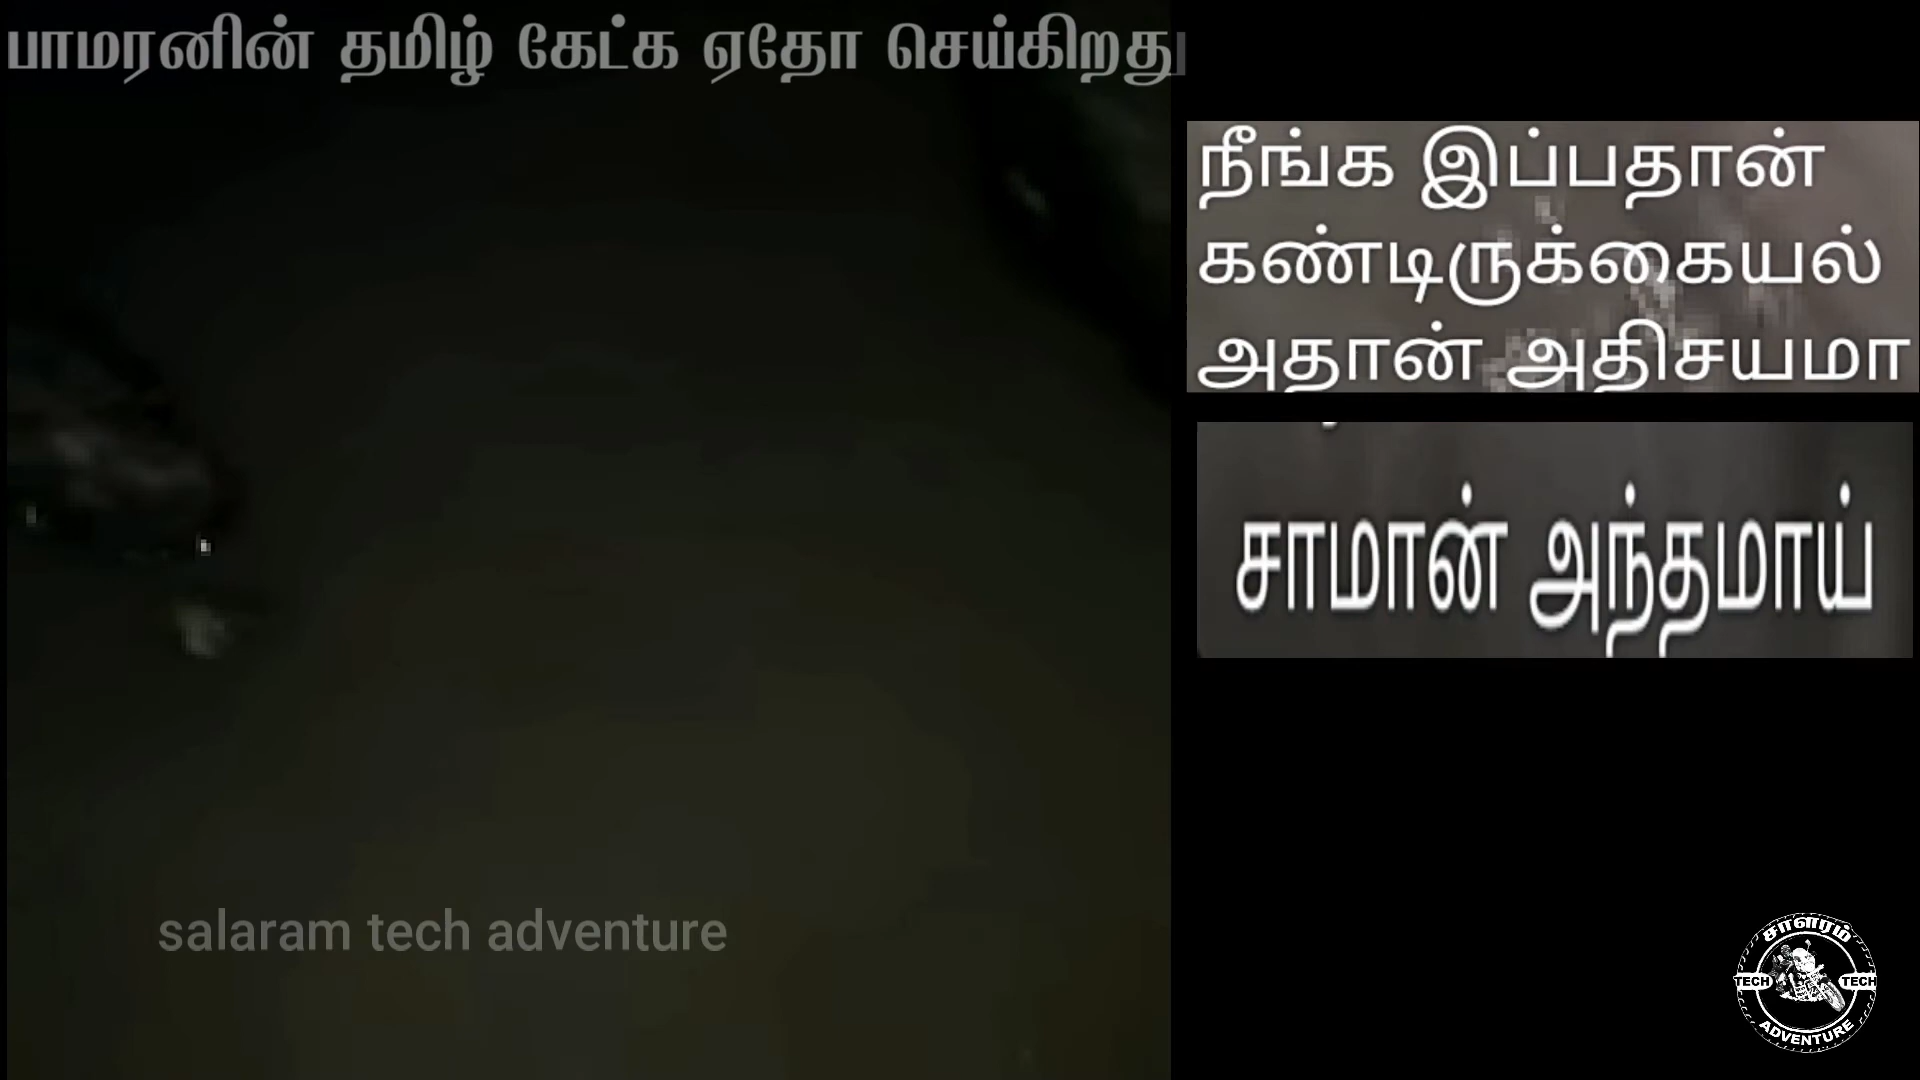 பாமரனின் தமிழ் கேட்க ஏதோ செய்கிறது
நீங்க இப்பதான்
கண்டிருக்கையல்
அதான் அதிசயமா
சாமான் அந்தமாய்
salaram tech adventure
சாளரம்
TECH TECH
ADVENTURE